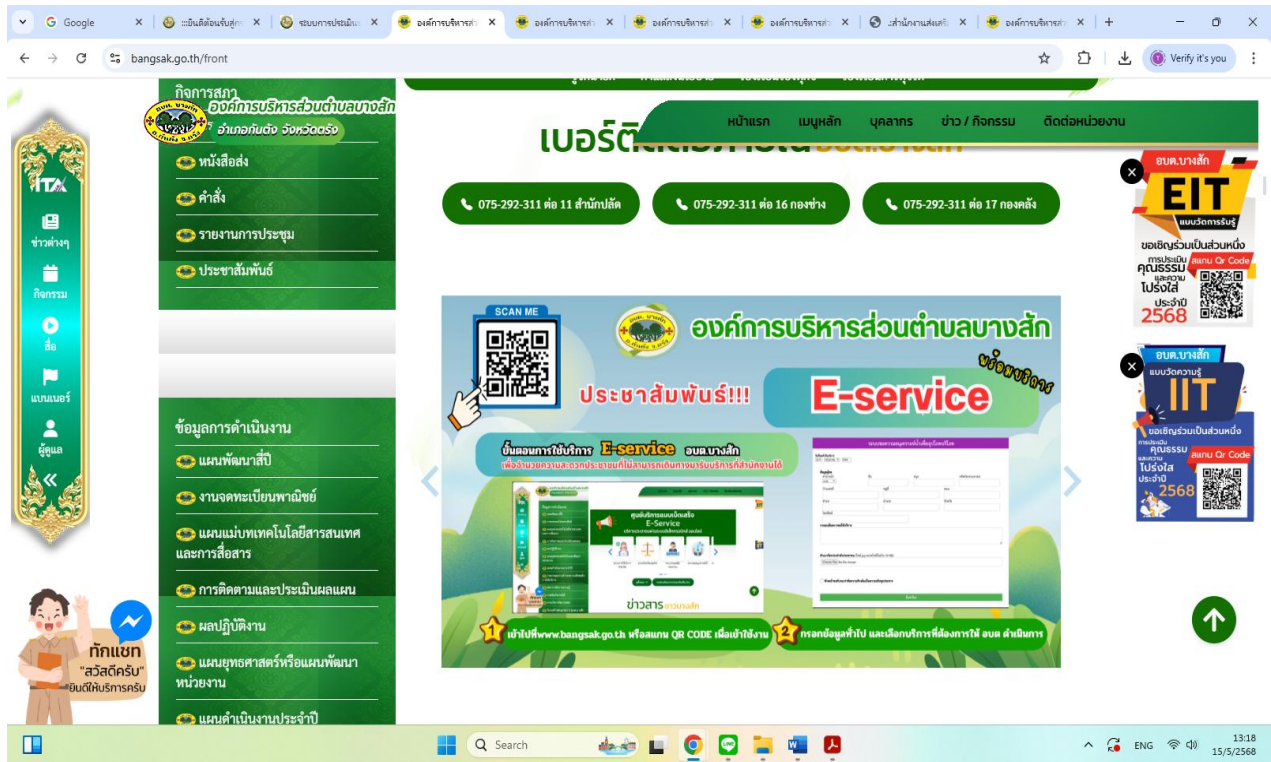 Google
:::ยินดีต้อนรับสู่กร
ระบบการประเมิน
องค์การบริหารส่ว
องค์การบริหารส่ว
องค์การบริหารส่ว
องค์การบริหารส่ว
.:สำนักงานส่งเสริ
องค์การบริหารส่ว
bangsak.go.th/front
Verify it's you
กิจการสภา
องค์การบริหารส่วนตำบลบางสัก
อำเภอกันตัง จังหวัดตรัง
หน้าแรก เมนูหลัก บุคลากร ข่าว / กิจกรรม ติดต่อหน่วยงาน
หนังสือส่ง
คำสั่ง
รายงานการประชุม
ประชาสัมพันธ์
ITA
ข่าวต่างๆ
กิจกรรม
สื่อ
แบนเนอร์
ผู้ดูแล
075-292-311 ต่อ 11 สำนักปลัด
075-292-311 ต่อ 16 กองช่าง
075-292-311 ต่อ 17 กองคลัง
ข้อมูลการดำเนินงาน
แผนพัฒนาสี่ปี
งานจดทะเบียนพาณิชย์
และการสื่อสาร
การติดตามและประเมินผลแผน
ผลปฏิบัติงาน
แผนยุทธศาสตร์หรือแผนพัฒนา
หน่วยงาน
แผนดำเนินงานประจำปี
SCAN ME
องค์การบริหารส่วนตำบลบางสัก
พร้อมบริการ
ประชาสัมพันธ์!!!
E-service
ขั้นตอนการใช้บริการ E-service อบต.บางสัก
เพื่ออำนวยความสะดวกประชาชนที่ไม่สามารถเดินทางมารับบริการที่สำนักงานได้
ศูนย์บริการแบบเบ็ดเสร็จ
E-Service
ข่าวสาร ชาวบางสัก
1 เข้าไปที่www.bangsak.go.th หรือสแกน QR CODE เพื่อเข้าใช้งาน
2 กรอกข้อมูลทั่วไป และเลือกบริการที่ต้องการให้ อบต ดำเนินการ
อบต.บางสัก
EIT
แบบวัดการรับรู้
ขอเชิญร่วมเป็นส่วนหนึ่ง
การประเมิน
คุณธรรม
และความ
โปร่งใส
ประจำปี
2568
สแกน Qr Code
อบต.บางสัก
แบบวัดความรู้
IIT
ขอเชิญร่วมเป็นส่วนหนึ่ง
การประเมิน
คุณธรรม
และความ
โปร่งใส
ประจำปี
2568
สแกน Qr Code
ทักแชท
"สวัสดีครับ"
ยินดีให้บริการครับ
Search
ENG
13:18
15/5/2568